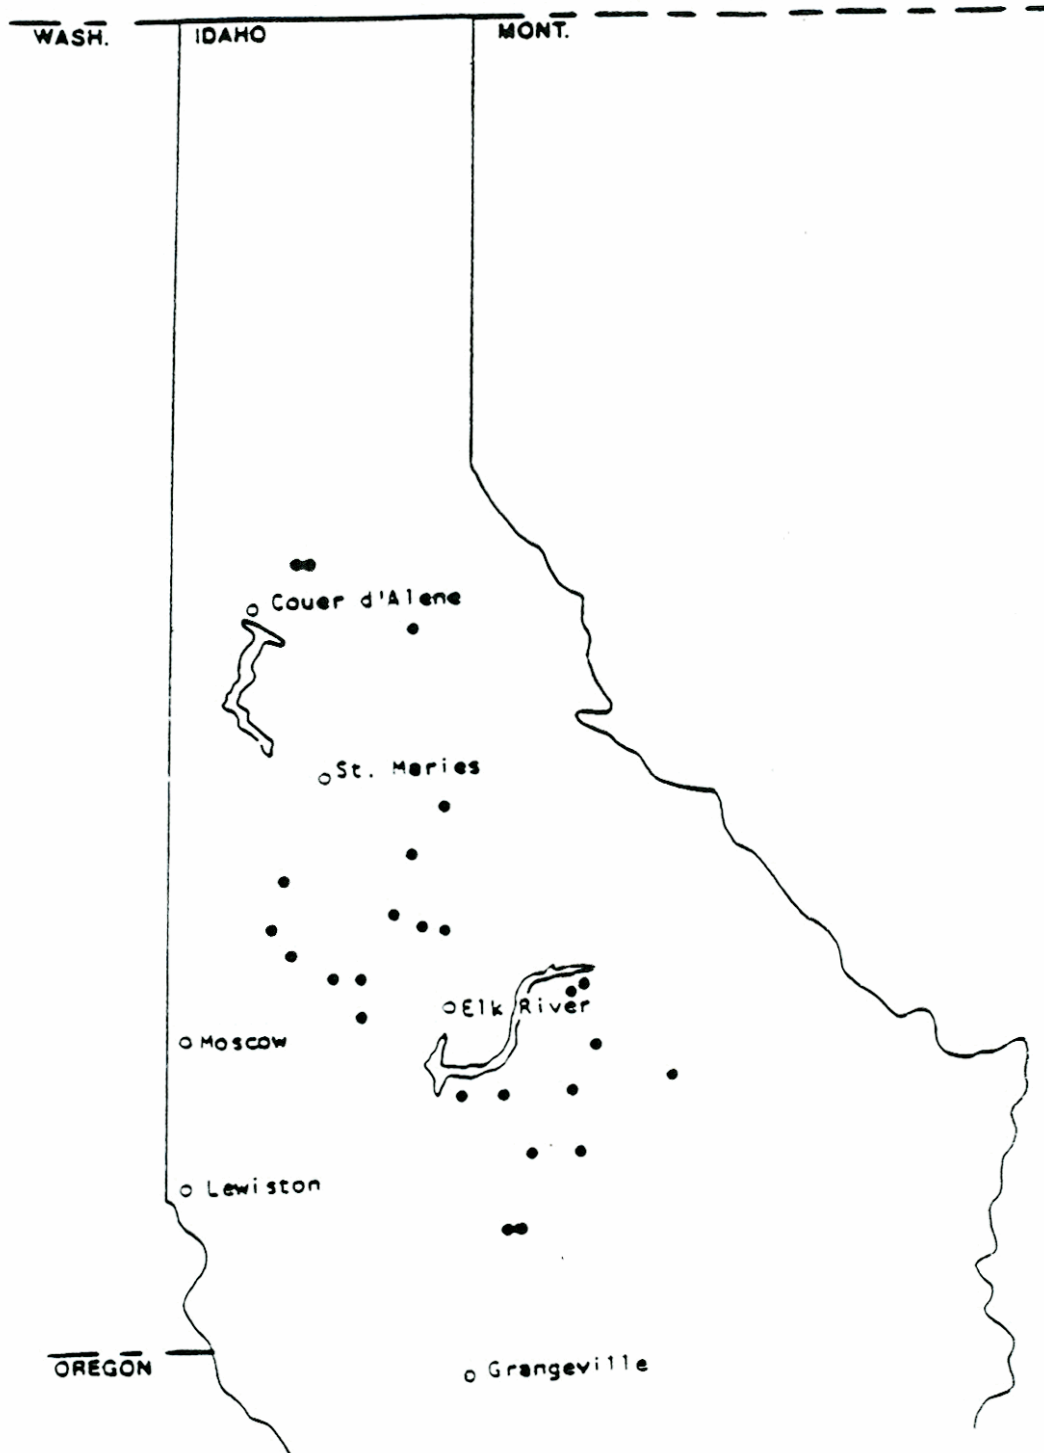 WASH.
IDAHO
MONT.
Couer d'Alene
St. Maries
Elk River
Moscow
Lewiston
OREGON
Grangeville